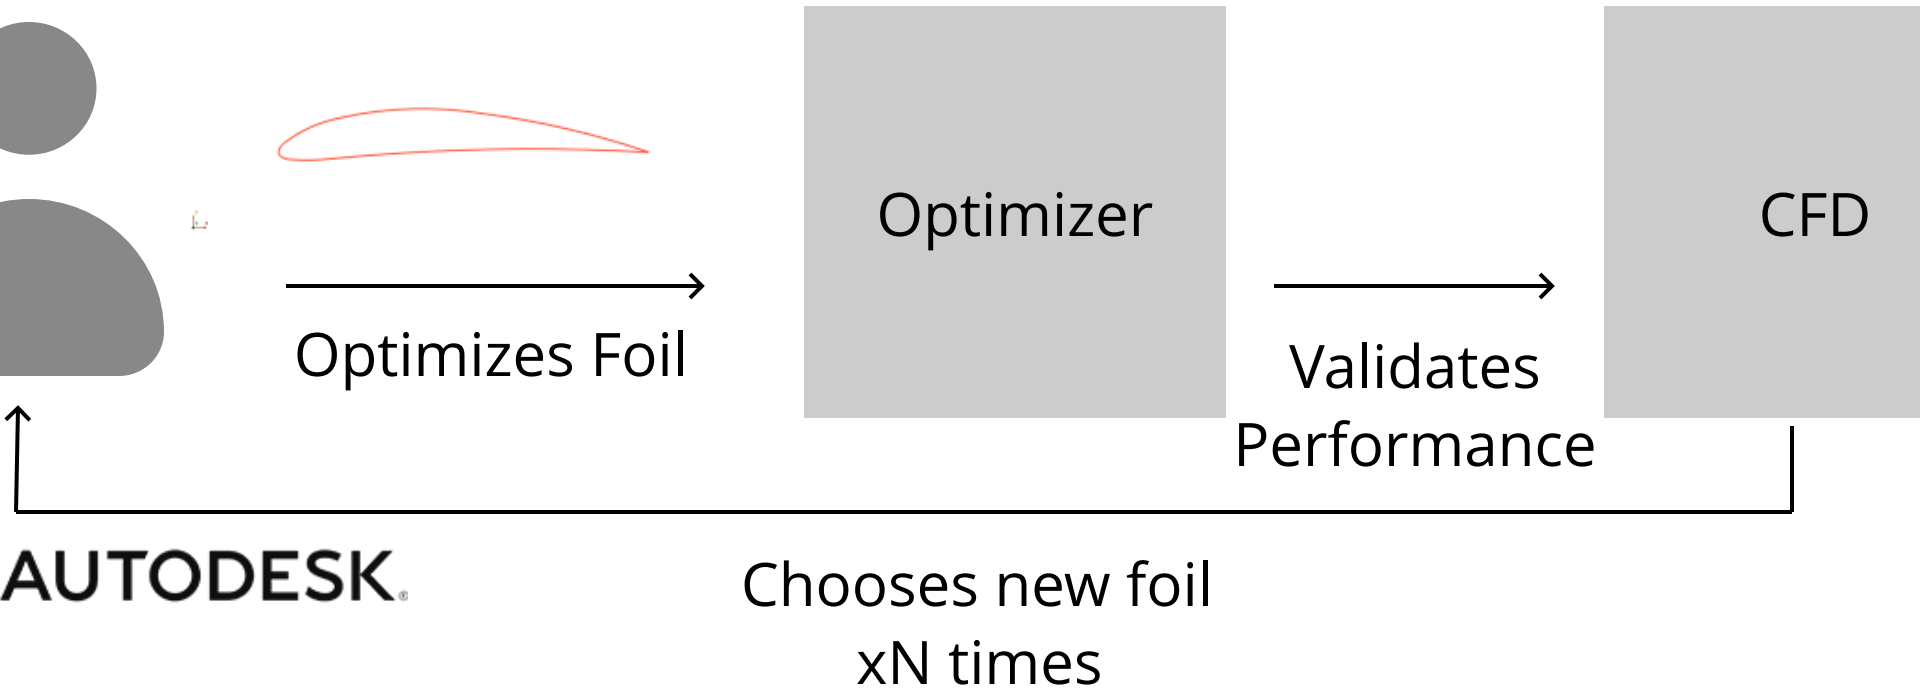 Optimizer
CFD
Optimizes Foil
Validates
Performance
AUTODESK®
Chooses new foil
xN times